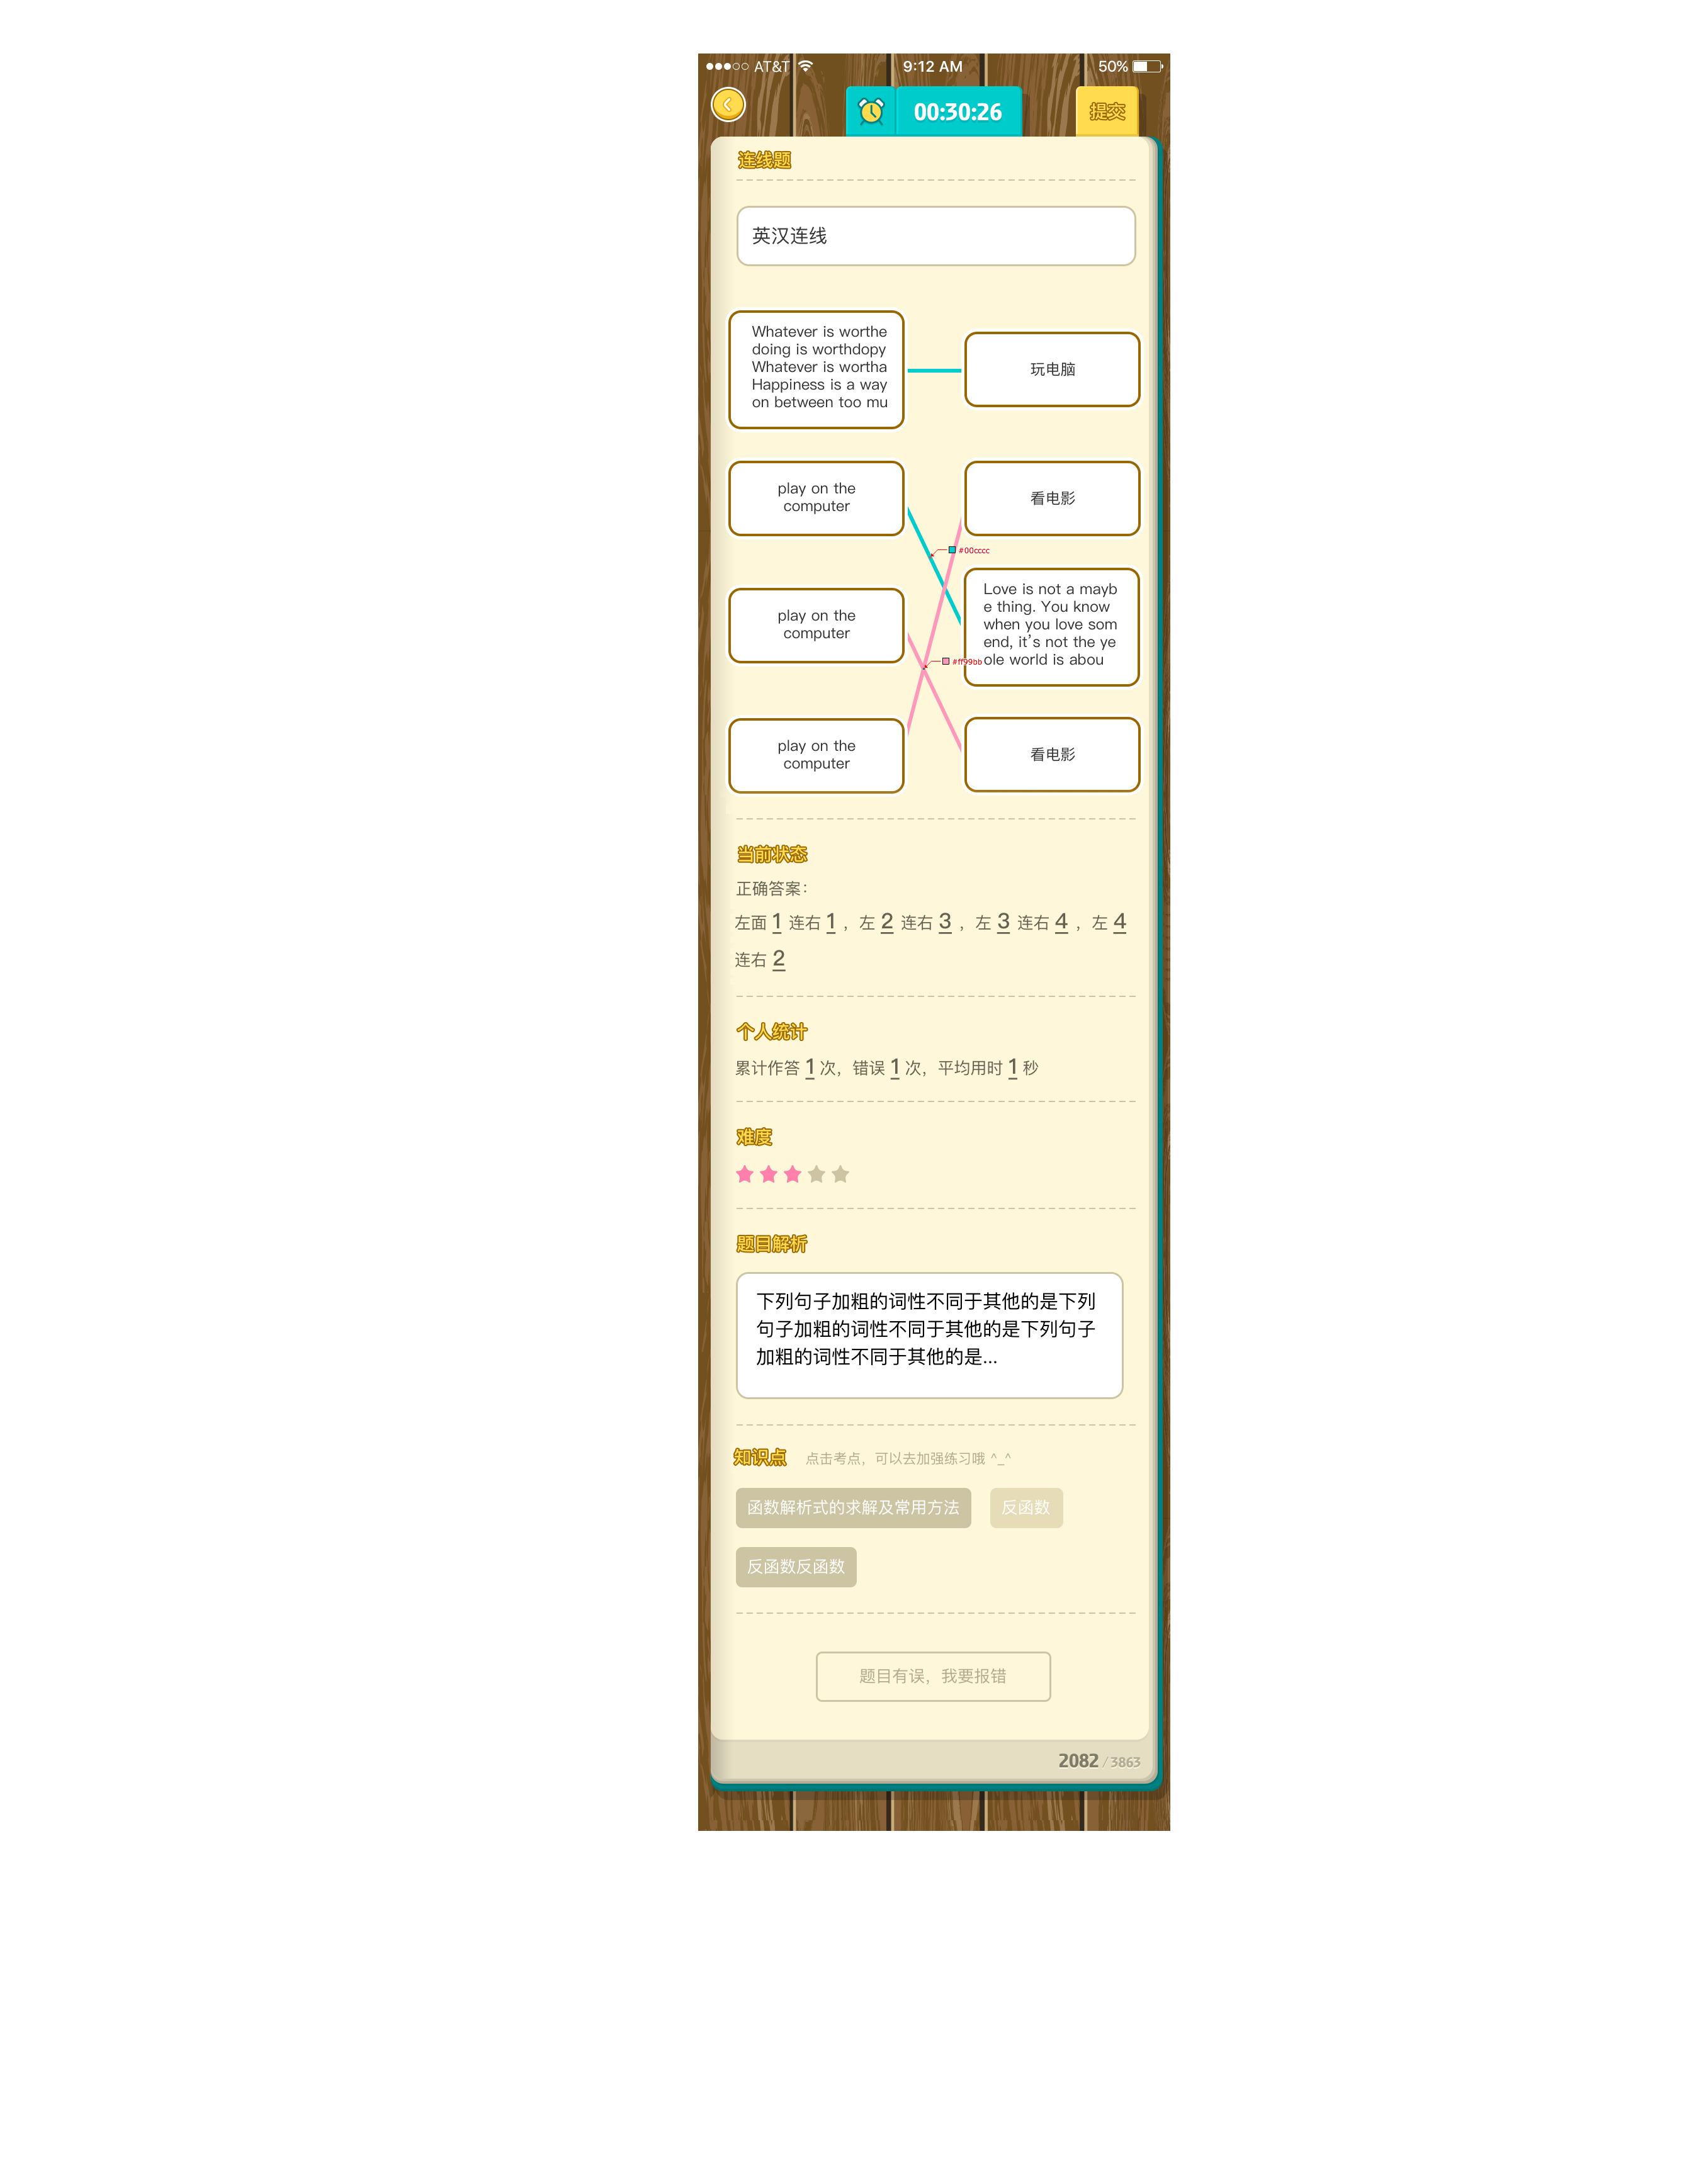 AT&T 9:12 AM 50%
00:30:26 提交
连线题
英汉连线
Whatever is worthe
doing is worthdopy
Whatever is wortha
Happiness is a way
on between too mu
玩电脑
play on the
computer
看电影
#00cccc
play on the
computer
Love is not a mayb
e thing. You know
when you love som
end, it's not the ye
ole world is abou
#ff99bb
play on the
computer
看电影
当前状态
正确答案：
左面 1 连右 1 ，左 2 连右 3 ，左 3 连右 4 ，左 4
连右 2
个人统计
累计作答 1 次，错误 1 次，平均用时 1 秒
难度
题目解析
下列句子加粗的词性不同于其他的是下列
句子加粗的词性不同于其他的是下列句子
加粗的词性不同于其他的是...
知识点 点击考点，可以去加强练习哦 ^_^
函数解析式的求解及常用方法 反函数
反函数反函数
题目有误，我要报错
2082 / 3863